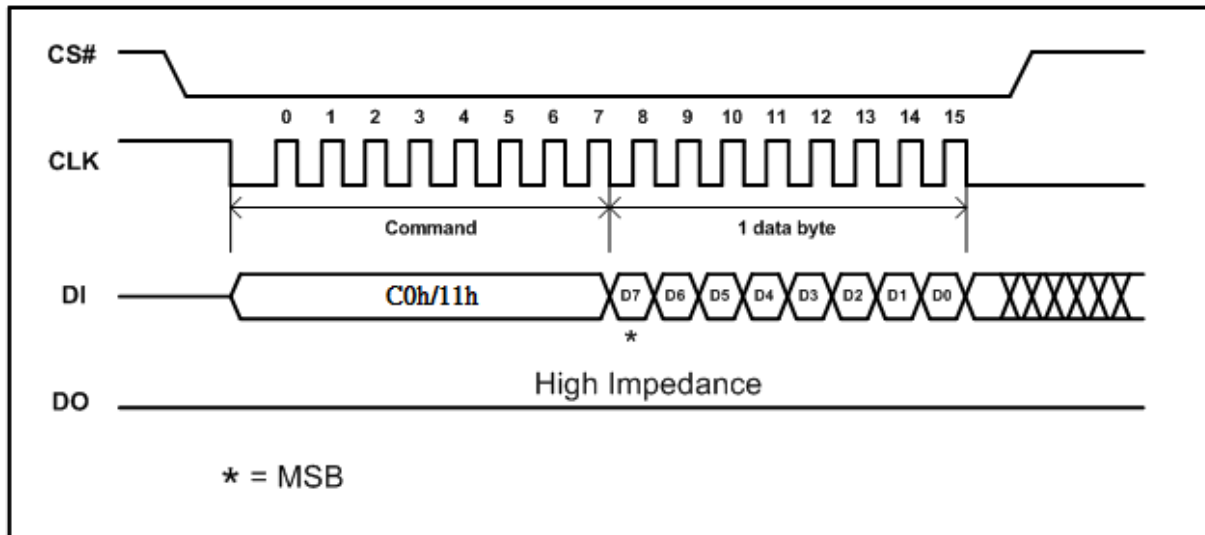 CS#
0 1 2 3 4 5 6 7 8 9 10 11 12 13 14 15
CLK
Command 1 data byte
DI C0h/11h D7 D6 D5 D4 D3 D2 D1 D0
*
High Impedance
DO
* = MSB